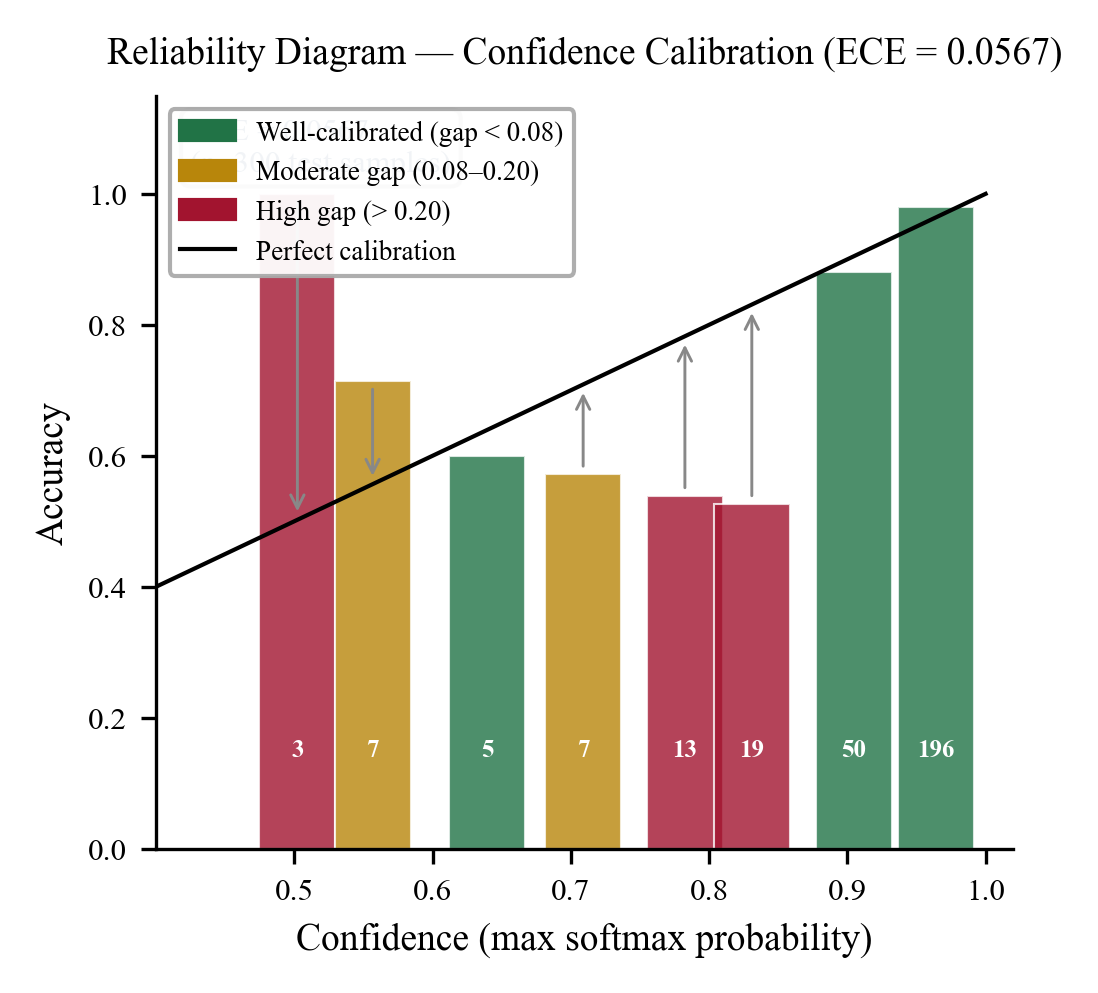 Reliability Diagram — Confidence Calibration (ECE = 0.0567)
Well-calibrated (gap < 0.08)
Moderate gap (0.08–0.20)
High gap (> 0.20)
Perfect calibration
1.0
0.8
0.6
0.4
0.2
0.0
Accuracy
3
7
5
7
13
19
50
196
0.5
0.6
0.7
0.8
0.9
1.0
Confidence (max softmax probability)